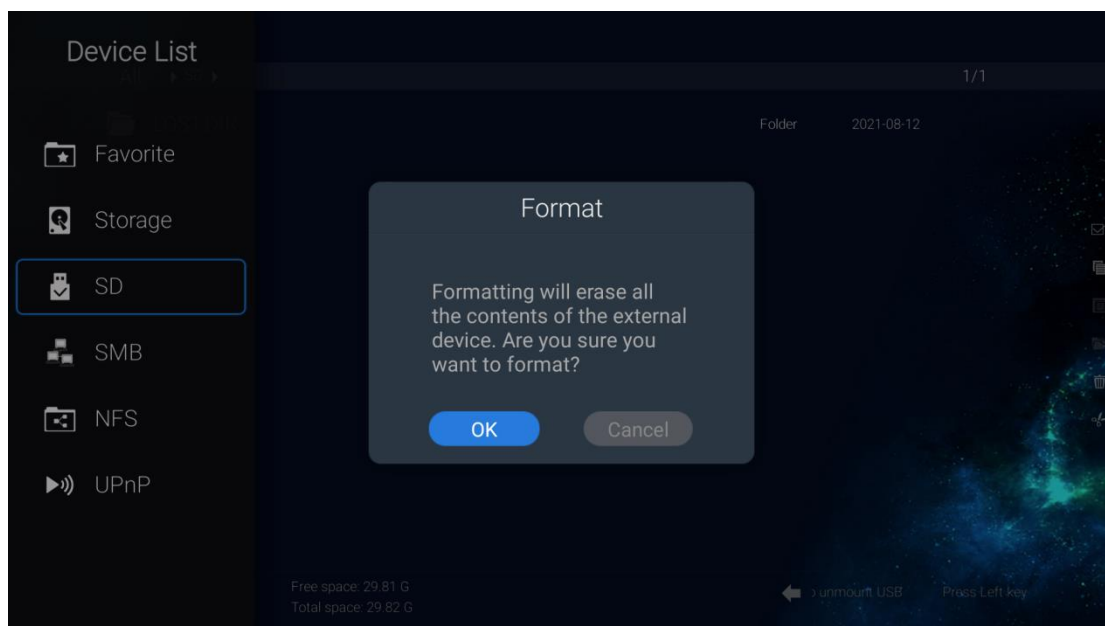 Device List
1/1
Folder 2021-08-12
Favorite
Storage
SD
SMB
NFS
UPnP
Format
Formatting will erase all
the contents of the external
device. Are you sure you
want to format?
OK Cancel
Free space: 29.81 G
Total space: 29.82 G
unmount USB Press Left key